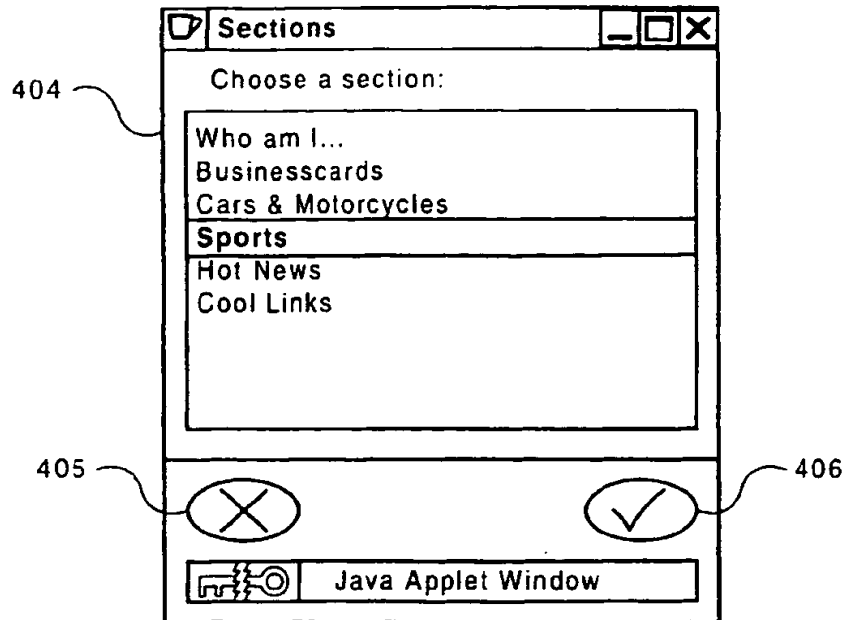 Sections
Choose a section:
404
Who am I...
Businesscards
Cars & Motorcycles
Sports
Hot News
Cool Links
405
406
Java Applet Window